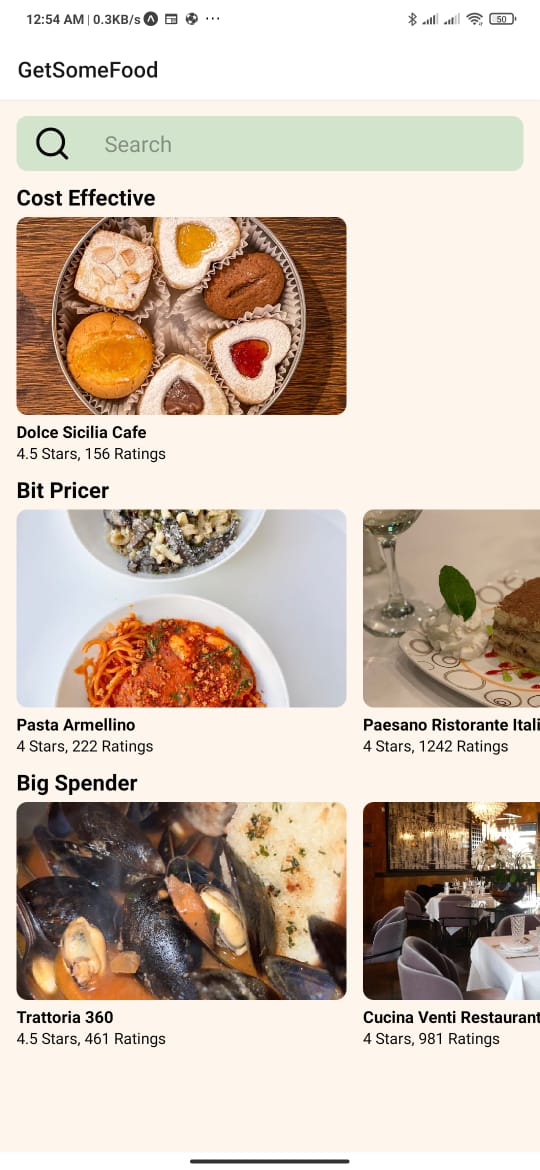 12:54 AM | 0.3KB/s ...
50
GetSomeFood
Search
Cost Effective
Dolce Sicilia Cafe
4.5 Stars, 156 Ratings
Bit Pricer
Pasta Armellino
4 Stars, 222 Ratings
Paesano Ristorante Itali
4 Stars, 1242 Ratings
Big Spender
Trattoria 360
4.5 Stars, 461 Ratings
Cucina Venti Restaurant
4 Stars, 981 Ratings